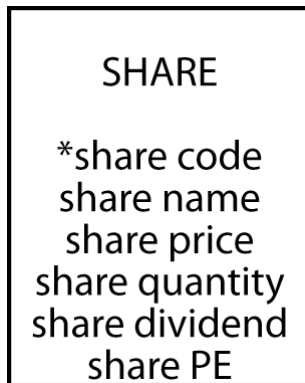 SHARE
*share code
share name
share price
share quantity
share dividend
share PE